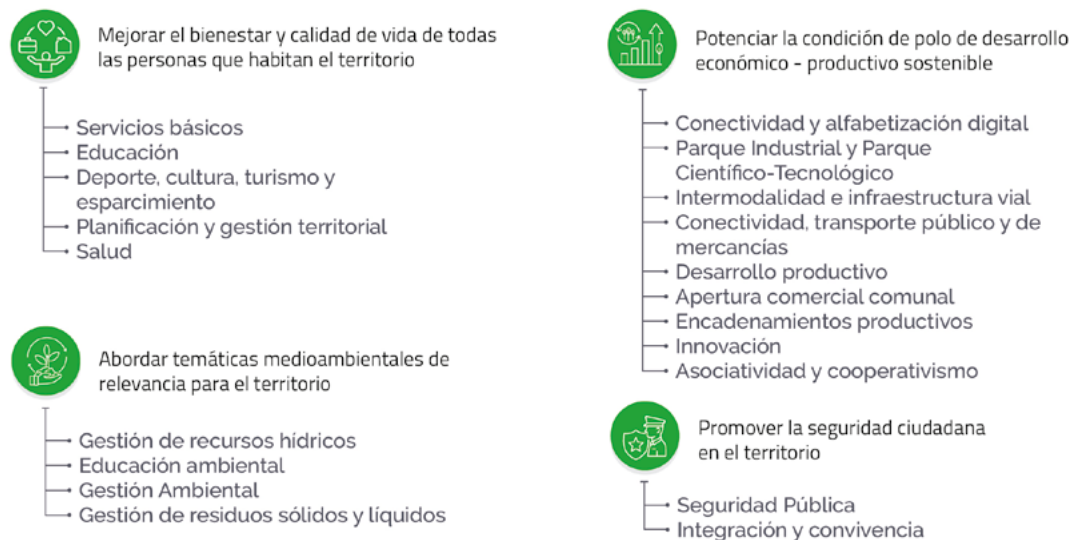 Mejorar el bienestar y calidad de vida de todas
las personas que habitan el territorio
Servicios básicos
Educación
Deporte, cultura, turismo y
esparcimiento
Planificación y gestión territorial
Salud
Abordar temáticas medioambientales de
relevancia para el territorio
Gestión de recursos hídricos
Educación ambiental
Gestión Ambiental
Gestión de residuos sólidos y líquidos
Potenciar la condición de polo de desarrollo
económico - productivo sostenible
Conectividad y alfabetización digital
Parque Industrial y Parque
Científico-Tecnológico
Intermodalidad e infraestructura vial
Conectividad, transporte público y de
mercancías
Desarrollo productivo
Apertura comercial comunal
Encadenamientos productivos
Innovación
Asociatividad y cooperativismo
Promover la seguridad ciudadana
en el territorio
Seguridad Pública
Integración y convivencia